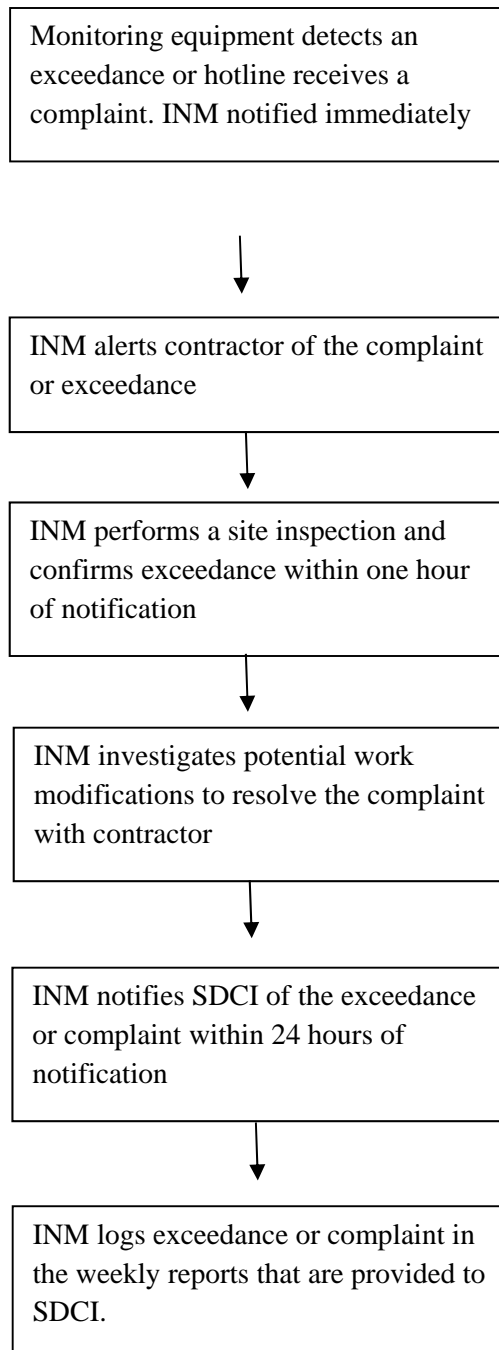 Monitoring equipment detects an
exceedance or hotline receives a
complaint. INM notified immediately
INM alerts contractor of the complaint
or exceedance
INM performs a site inspection and
confirms exceedance within one hour
of notification
INM investigates potential work
modifications to resolve the complaint
with contractor
INM notifies SDCI of the exceedance
or complaint within 24 hours of
notification
INM logs exceedance or complaint in
the weekly reports that are provided to
SDCI.